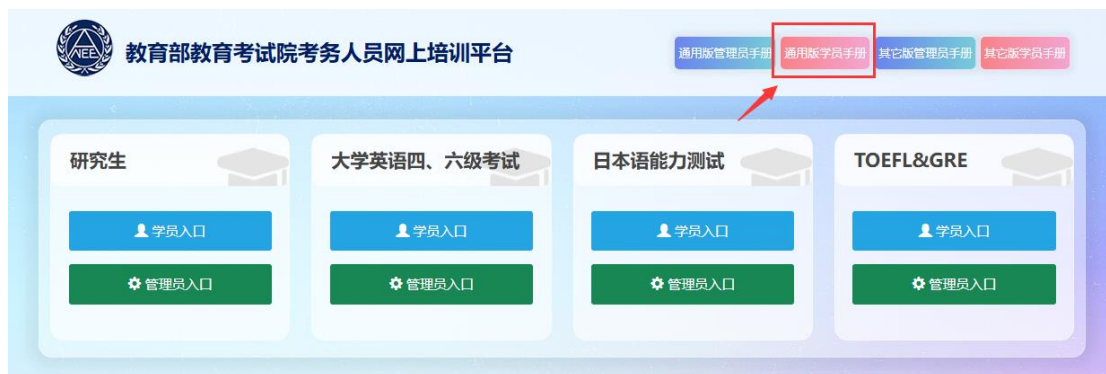 NEE
教育部教育考试院考务人员网上培训平台
通用版管理员手册 通用版学员手册 其它版管理员手册 其它版学员手册
研究生 大学英语四、六级考试 日本语能力测试 TOEFL&GRE
学员入口 学员入口 学员入口 学员入口
管理员入口 管理员入口 管理员入口 管理员入口